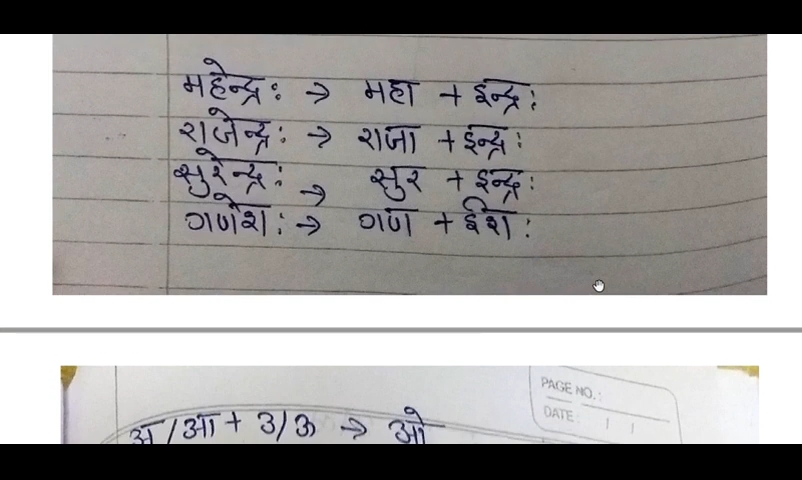 महेन्द्रः → महा + इन्द्रः
राजेन्द्रः → राजा + इन्द्रः
सुरेन्द्रः → सुर + इन्द्रः
गणेशः → गण + ईशः
PAGE NO.:
DATE: / /
अ/आ + उ/ऊ → ओ